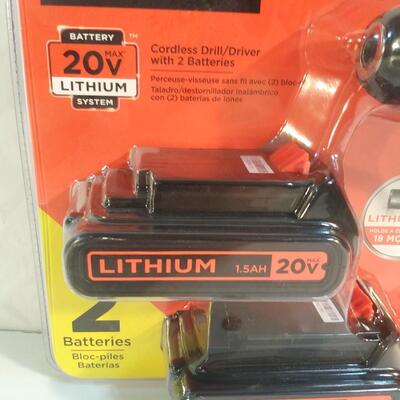 BATTERY
20V MAX
LITHIUM
SYSTEM
™
Cordless Drill/Driver
with 2 Batteries
Perceuse-visseuse sans fil avec (2) bloc-
Taladro/destornillador inalámbrico
con (2) baterías de iones
LITHIUM 1.5AH 20V MAX
LITHI
HOLDS A
18 MO
2
Batteries
Bloc-piles
Baterías